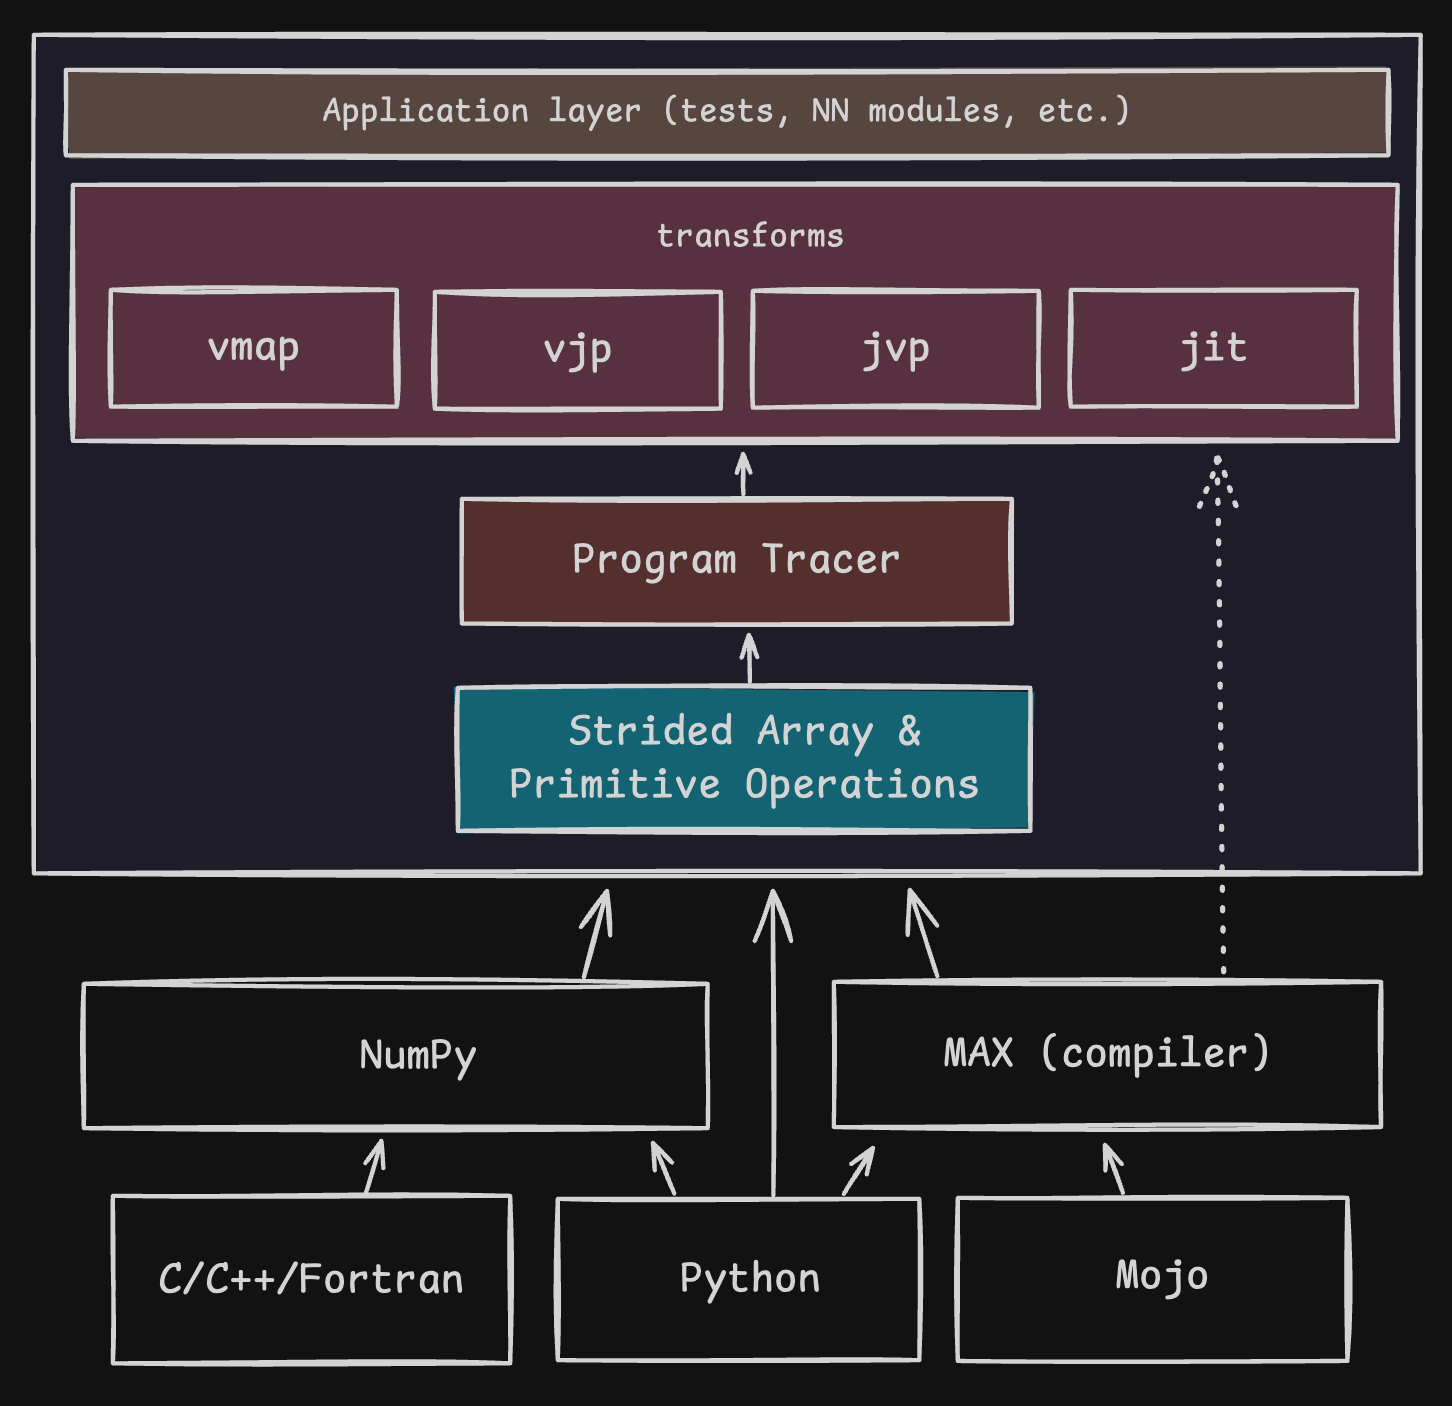 Application layer (tests, NN modules, etc.)
transforms
vmap
vjp
jvp
jit
Program Tracer
Strided Array &
Primitive Operations
NumPy
MAX (compiler)
C/C++/Fortran
Python
Mojo